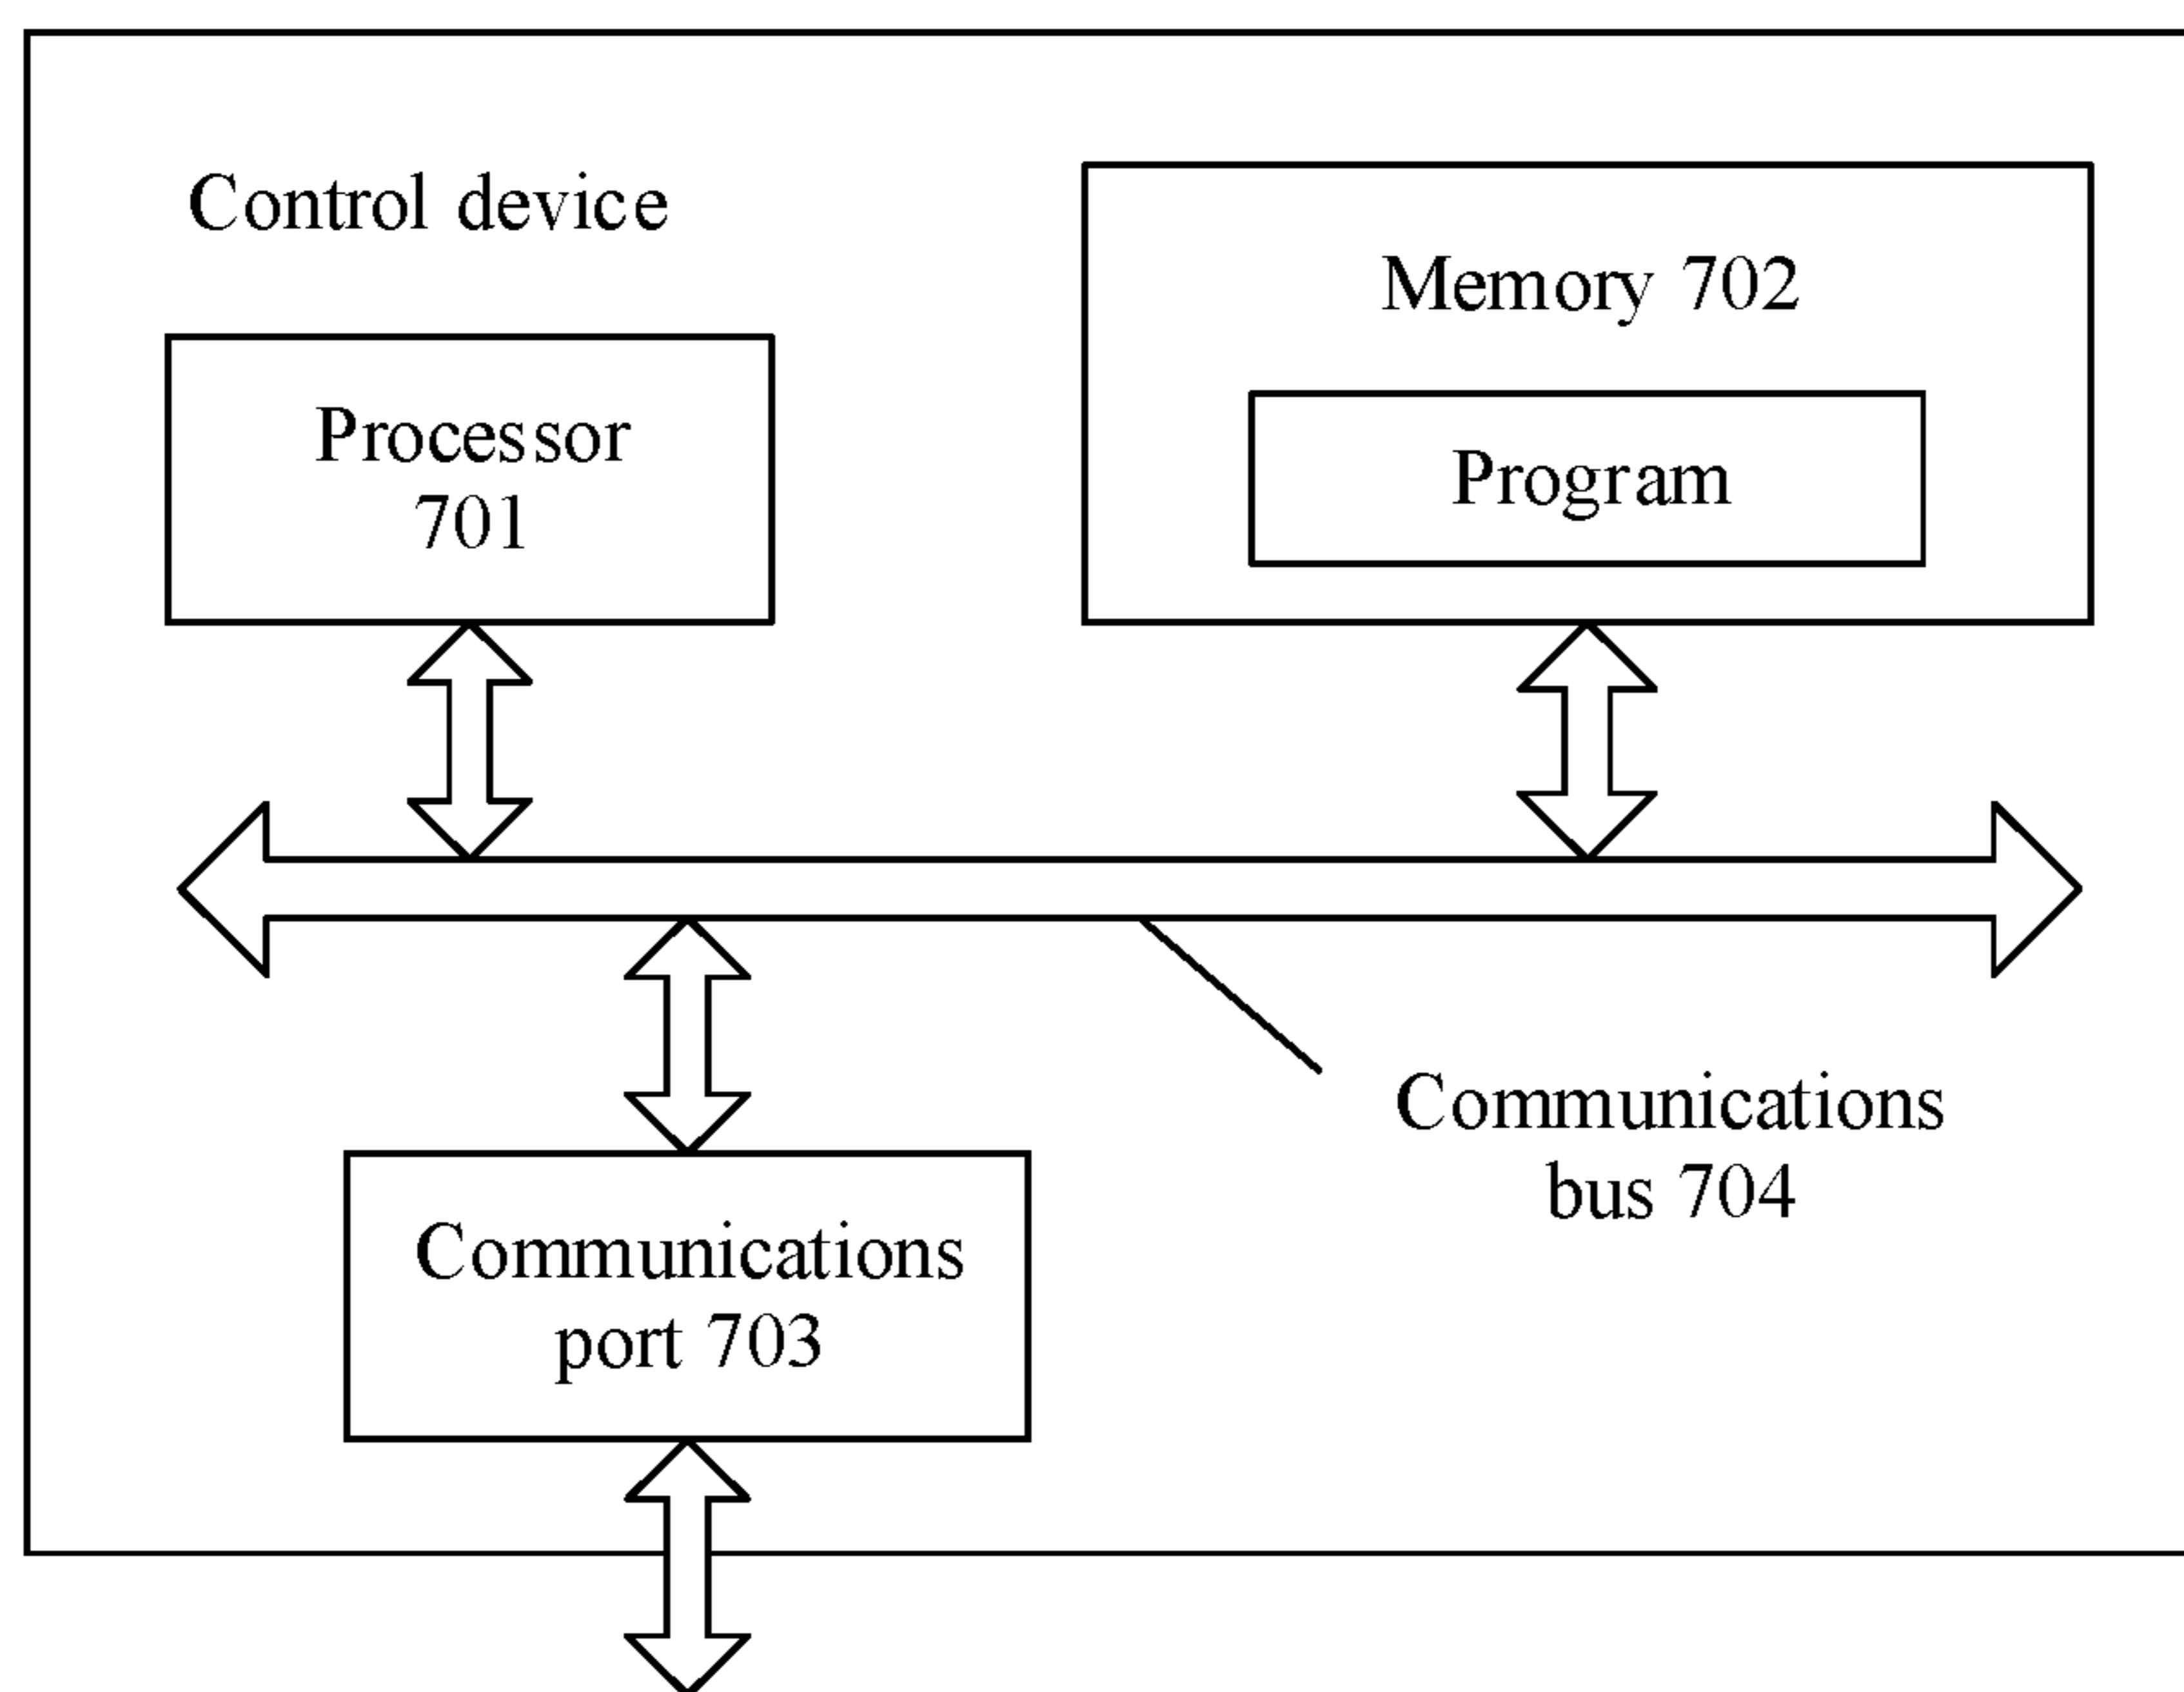 Control device
Memory 702
Processor
701
Program
Communications
bus 704
Communications
port 703